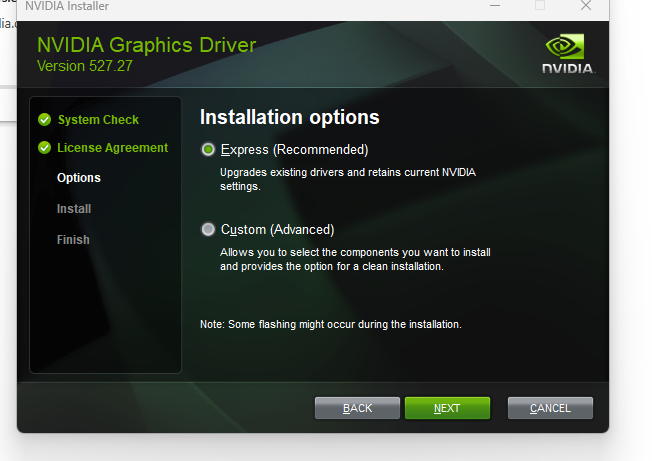 NVIDIA Installer
NVIDIA Graphics Driver
Version 527.27
NVIDIA.
System Check
License Agreement
Options
Install
Finish
Installation options
Express (Recommended)
Upgrades existing drivers and retains current NVIDIA
settings.
Custom (Advanced)
Allows you to select the components you want to install
and provides the option for a clean installation.
Note: Some flashing might occur during the installation.
BACK
NEXT
CANCEL